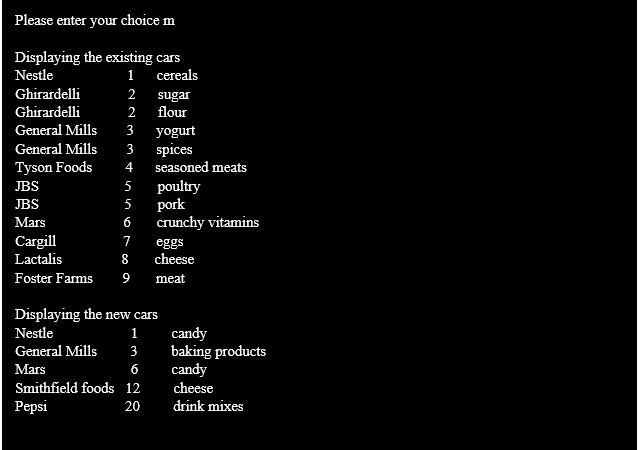 Please enter your choice m
Displaying the existing cars
Nestle 1 cereals
Ghirardelli 2 sugar
Ghirardelli 2 flour
General Mills 3 yogurt
General Mills 3 spices
Tyson Foods 4 seasoned meats
JBS 5 poultry
JBS 5 pork
Mars 6 crunchy vitamins
Cargill 7 eggs
Lactalis 8 cheese
Foster Farms 9 meat
Displaying the new cars
Nestle 1 candy
General Mills 3 baking products
Mars 6 candy
Smithfield foods 12 cheese
Pepsi 20 drink mixes